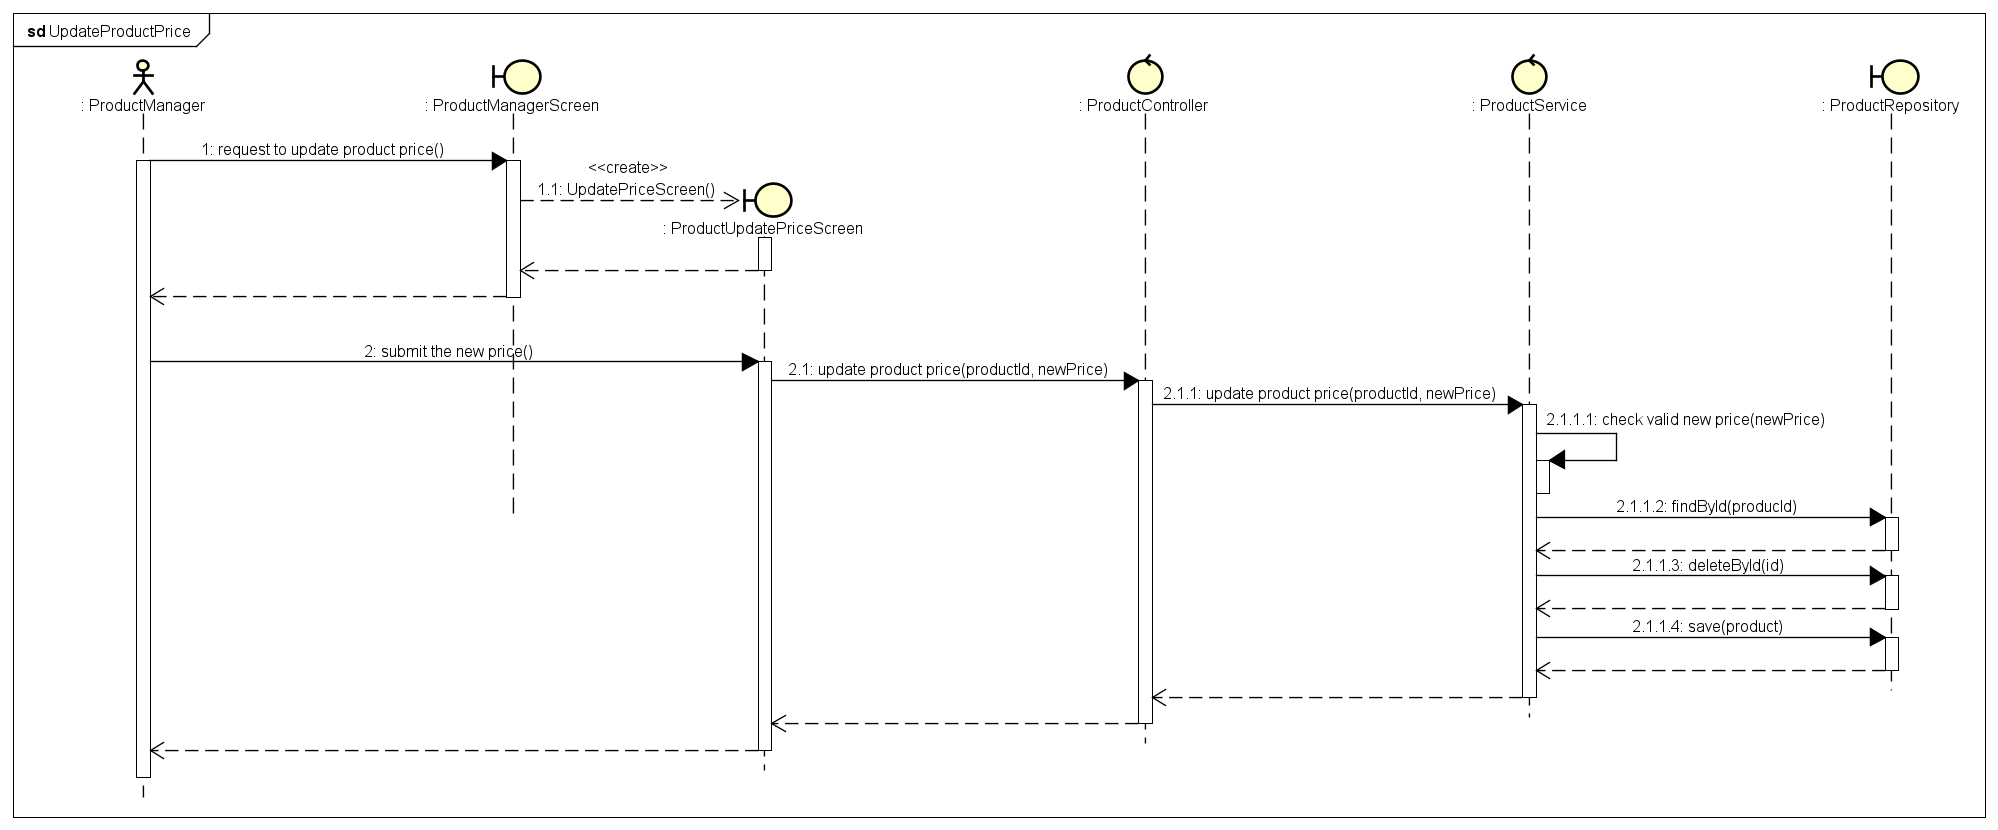 sd UpdateProductPrice
: ProductManager
: ProductManagerScreen
: ProductController
: ProductService
: ProductRepository
1: request to update product price()
<<create>>
1.1: UpdatePriceScreen()
: ProductUpdatePriceScreen
2: submit the new price()
2.1: update product price(productId, newPrice)
2.1.1: update product price(productId, newPrice)
2.1.1.1: check valid new price(newPrice)
2.1.1.2: findById(producId)
2.1.1.3: deleteById(id)
2.1.1.4: save(product)